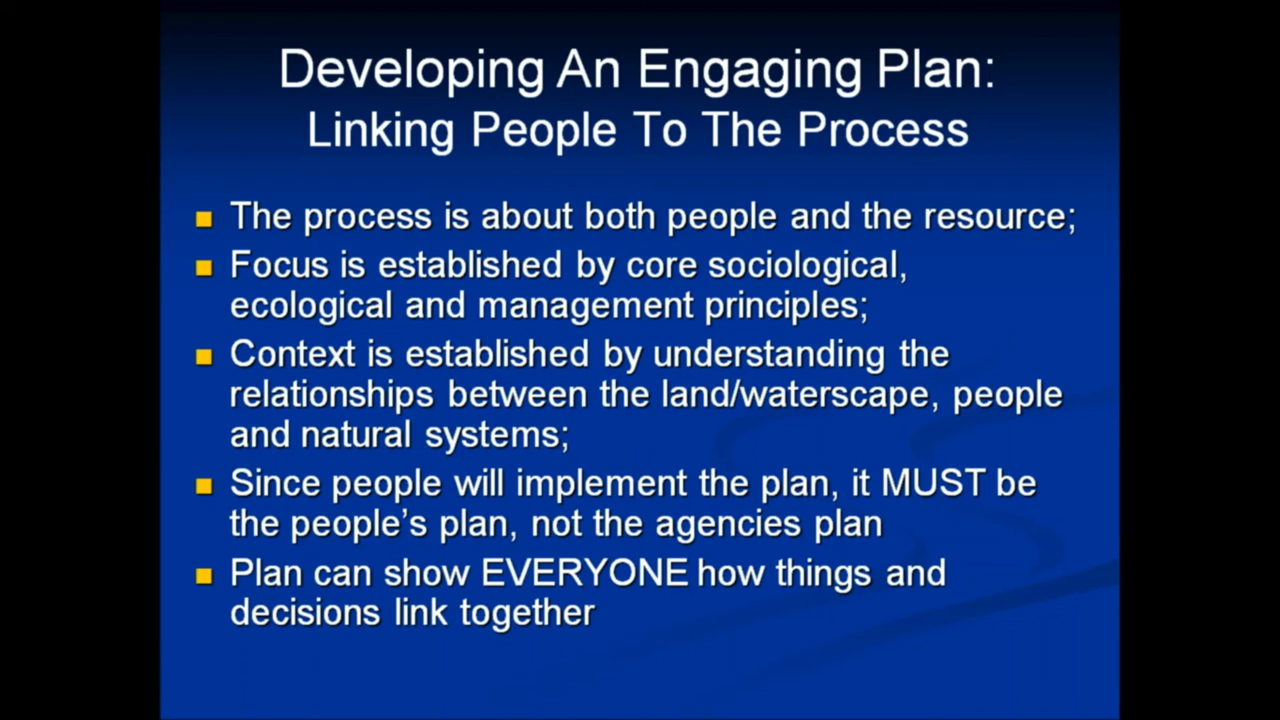 Developing An Engaging Plan:
Linking People To The Process
The process is about both people and the resource;
Focus is established by core sociological,
ecological and management principles;
Context is established by understanding the
relationships between the land/waterscape, people
and natural systems;
Since people will implement the plan, it MUST be
the people’s plan, not the agencies plan
Plan can show EVERYONE how things and
decisions link together